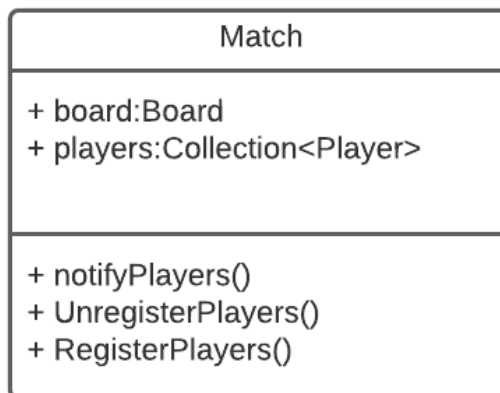 Match
+ board:Board
+ players:Collection<Player>
+ notifyPlayers()
+ UnregisterPlayers()
+ RegisterPlayers()